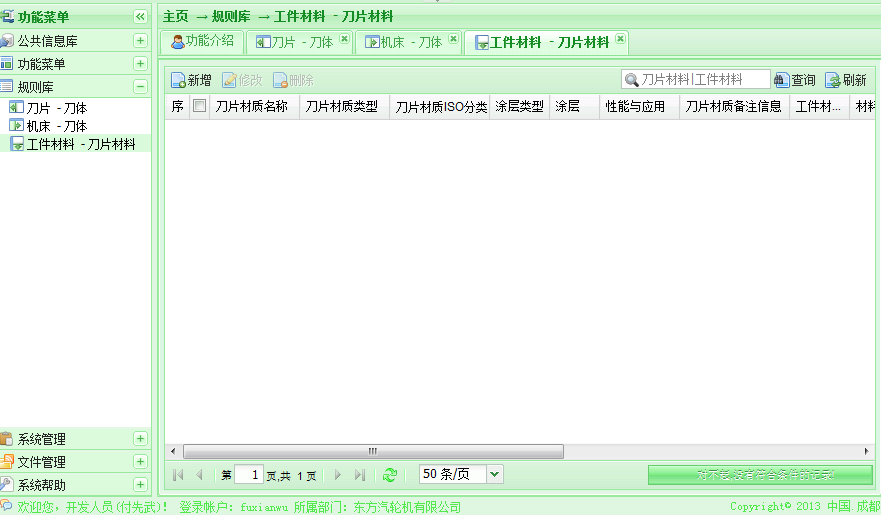 功能菜单
主页 →规则库 →工件材料 - 刀片材料
公共信息库
功能介绍 刀片 - 刀体 机床 - 刀体 工件材料 - 刀片材料
功能菜单
规则库
新增 修改 删除 刀片材料|工件材料 查询 刷新
序 刀片材质名称 刀片材质类型 刀片材质ISO分类 涂层类型 涂层 性能与应用 刀片材质备注信息 工件材... 材料
刀片 - 刀体
机床 - 刀体
工件材料 - 刀片材料
系统管理
文件管理
系统帮助
第 1 页,共 1 页 50 条/页 对不起,没有符合条件的记录!
欢迎您, 开发人员(付先武)! 登录帐户: fuxianwu 所属部门: 东方汽轮机有限公司 Copyright© 2013 中国.成都